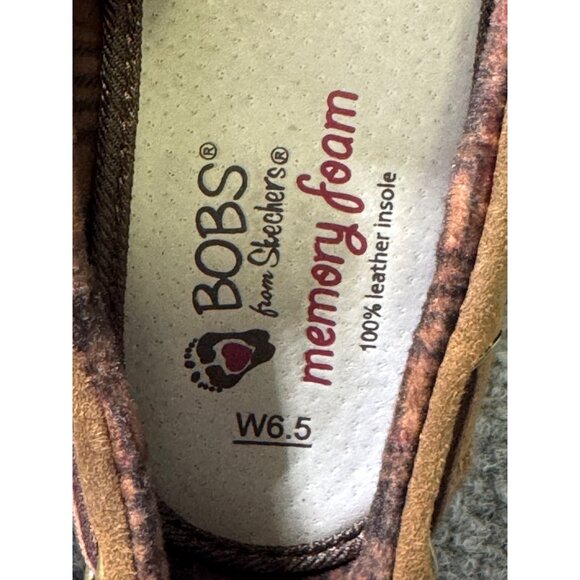 BOBS®
from Skechers®
memory foam
100% leather insole
W6.5